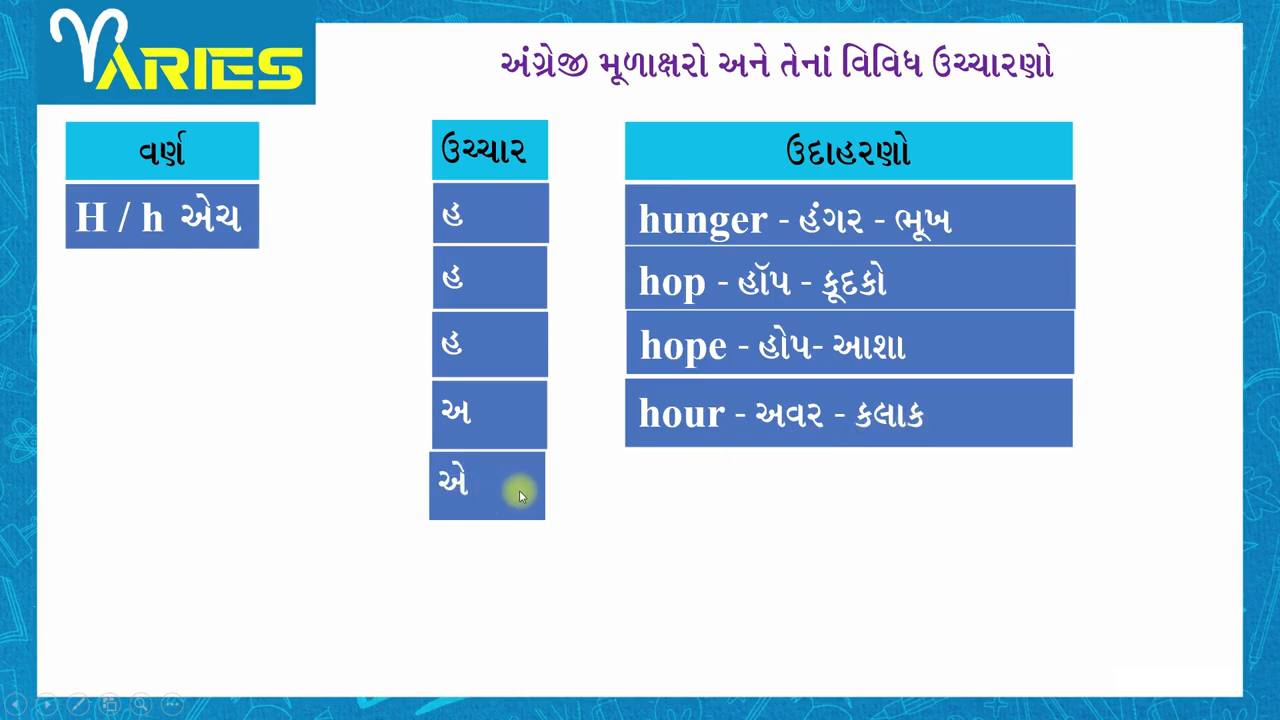 ARIES
અંગ્રેજી મૂળાક્ષરો અને તેનાં વિવિધ ઉચ્ચારણો
વર્ણ
ઉચ્ચાર
ઉદાહરણો
H / h એચ
હ
hunger - હંગર - ભૂખ
હ
hop - હૉપ - કૂદકો
હ
hope - હોપ- આશા
અ
hour - અવર - કલાક
એ